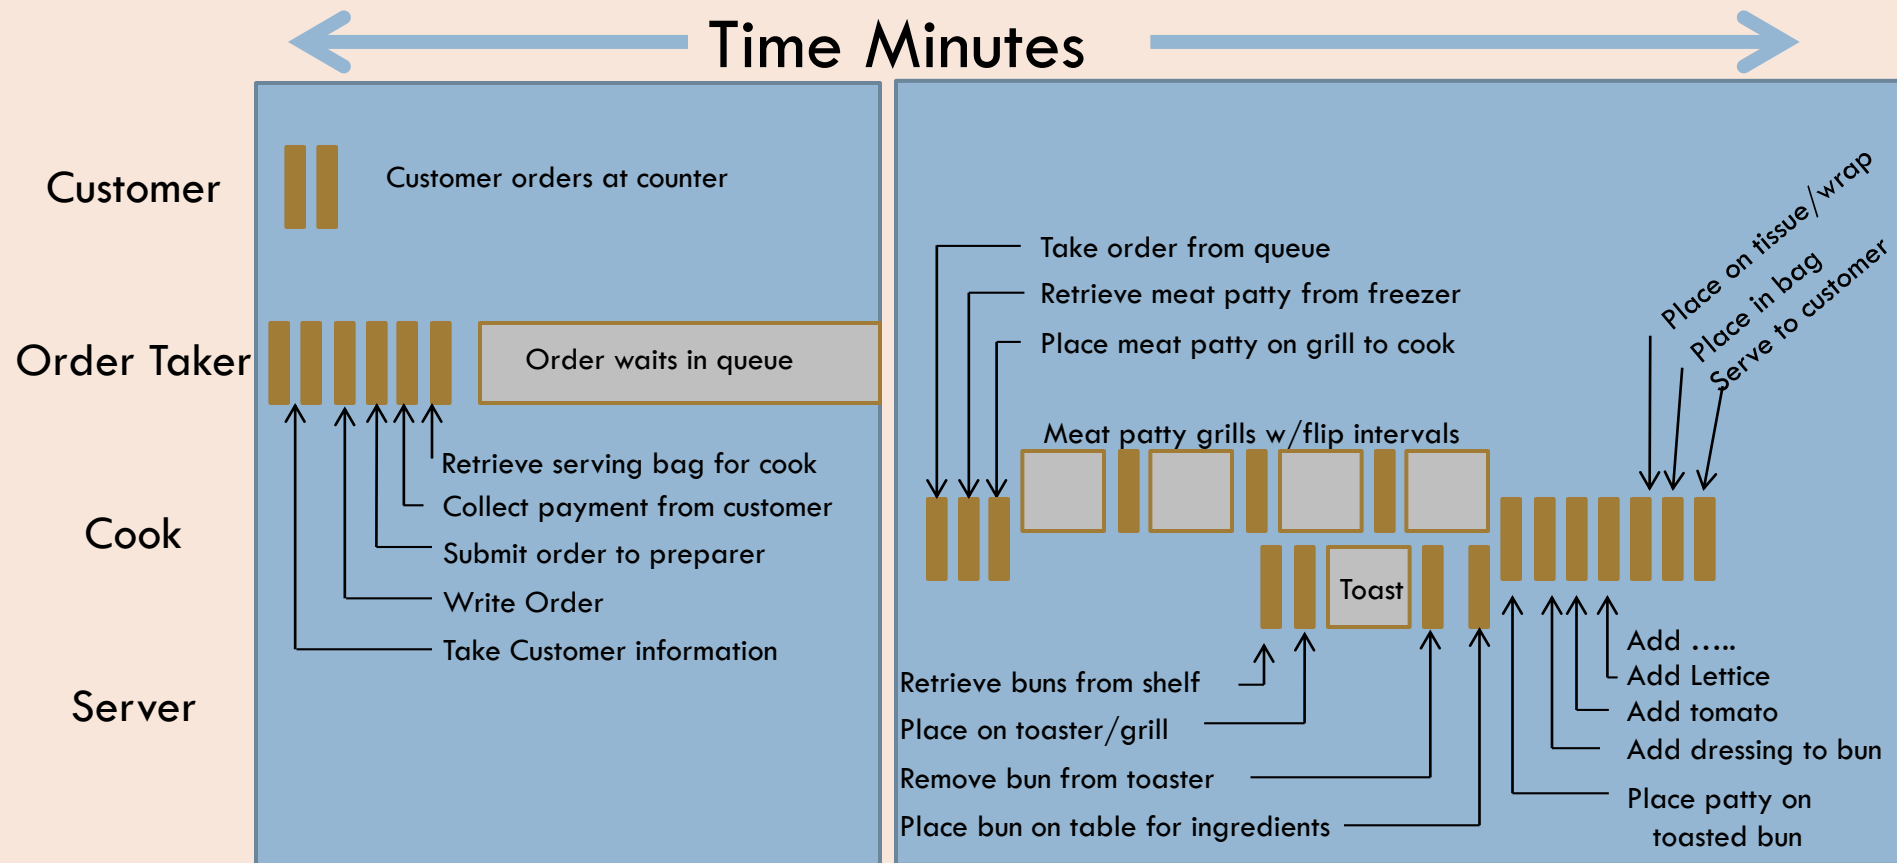 Time Minutes
Customer
Customer orders at counter
Order Taker
Order waits in queue
Retrieve serving bag for cook
Collect payment from customer
Submit order to preparer
Write Order
Take Customer information
Cook
Server
Take order from queue
Retrieve meat patty from freezer
Place meat patty on grill to cook
Meat patty grills w/flip intervals
Place on tissue/wrap
Place in bag
Serve to customer
Toast
Retrieve buns from shelf
Place on toaster/grill
Remove bun from toaster
Place bun on table for ingredients
Add .....
Add Lettice
Add tomato
Add dressing to bun
Place patty on
toasted bun